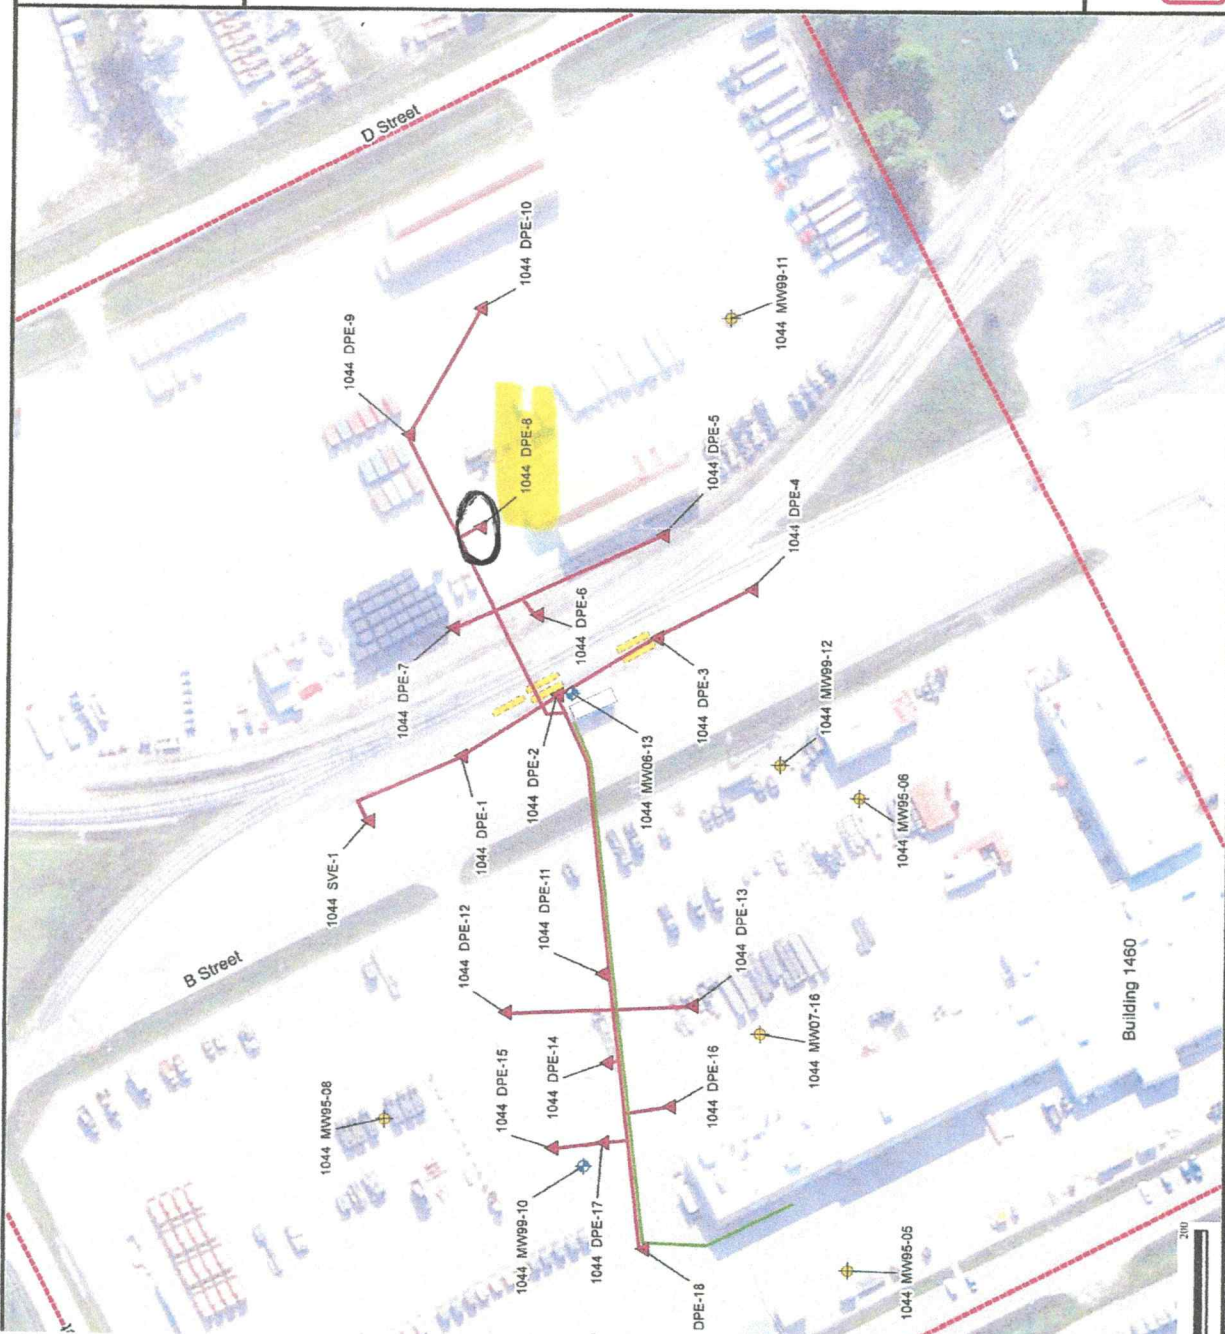 D Street
1044 DPE-10
1044 DPE-9
1044 MW99-11
1044 DPE-8
1044 DPE-5
1044 DPE-4
1044 DPE-6
1044 DPE-7
1044 MW99-12
1044 DPE-3
1044 DPE-2
1044 MW06-13
1044 MW95-06
1044 DPE-1
1044 SVE-1
1044 DPE-11
1044 DPE-13
1044 DPE-12
B Street
Building 1460
1044 MW07-16
1044 DPE-14
1044 DPE-16
1044 DPE-15
1044 MW95-08
1044 MW99-10
1044 DPE-17
DPE-18
1044 MW95-05
200